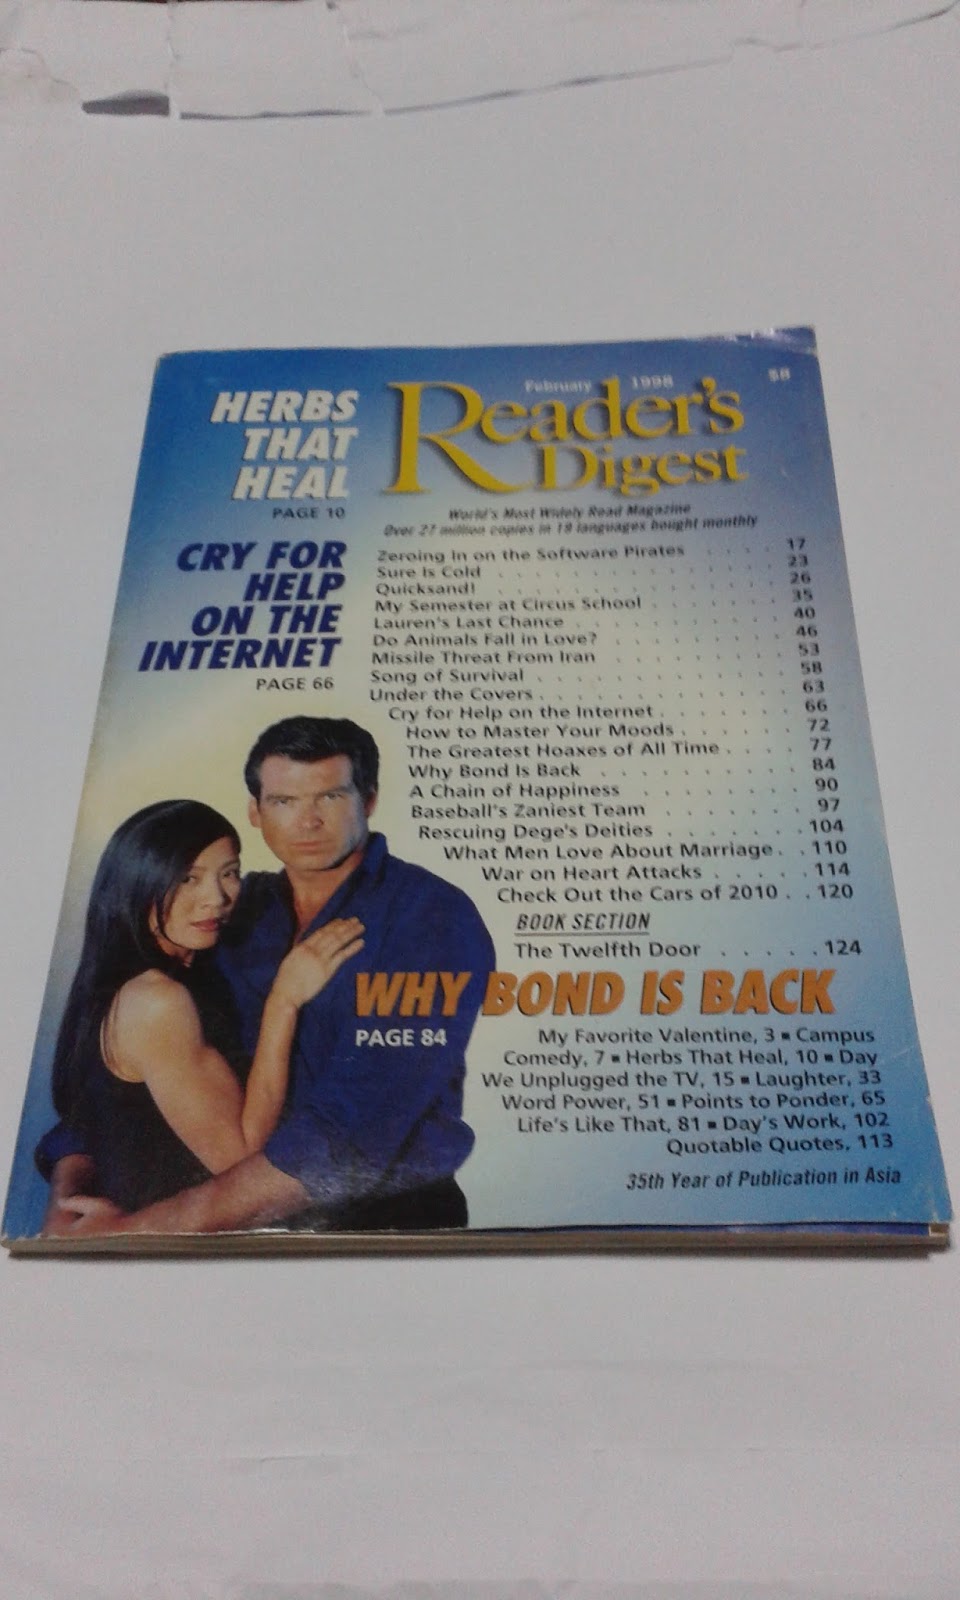 February 1998 $8
Reader's
Digest
World's Most Widely Read Magazine
Over 27 million copies in 19 languages bought monthly
HERBS
THAT
HEAL
PAGE 10
CRY FOR
HELP
ON THE
INTERNET
PAGE 66
Zeroing In on the Software Pirates . . . . 17
Sure Is Cold . . . . . . . . . . . . 23
Quicksand! . . . . . . . . . . . . 26
My Semester at Circus School . . . . . . 35
Lauren's Last Chance . . . . . . . . . 40
Do Animals Fall in Love? . . . . . . . . 46
Missile Threat From Iran . . . . . . . . 53
Song of Survival . . . . . . . . . . . 58
Under the Covers . . . . . . . . . . . 63
Cry for Help on the Internet . . . . . . 66
How to Master Your Moods . . . . . . 72
The Greatest Hoaxes of All Time . . . . 77
Why Bond Is Back . . . . . . . . . 84
A Chain of Happiness . . . . . . . . 90
Baseball's Zaniest Team . . . . . . . 97
Rescuing Dege's Deities . . . . . . . 104
What Men Love About Marriage . . 110
War on Heart Attacks . . . . . 114
Check Out the Cars of 2010 . . 120
BOOK SECTION
The Twelfth Door . . . . . 124
WHY BOND IS BACK
PAGE 84
My Favorite Valentine, 3 ▪ Campus
Comedy, 7 ▪ Herbs That Heal, 10 ▪ Day
We Unplugged the TV, 15 ▪ Laughter, 33
Word Power, 51 ▪ Points to Ponder, 65
Life's Like That, 81 ▪ Day's Work, 102
Quotable Quotes, 113
35th Year of Publication in Asia